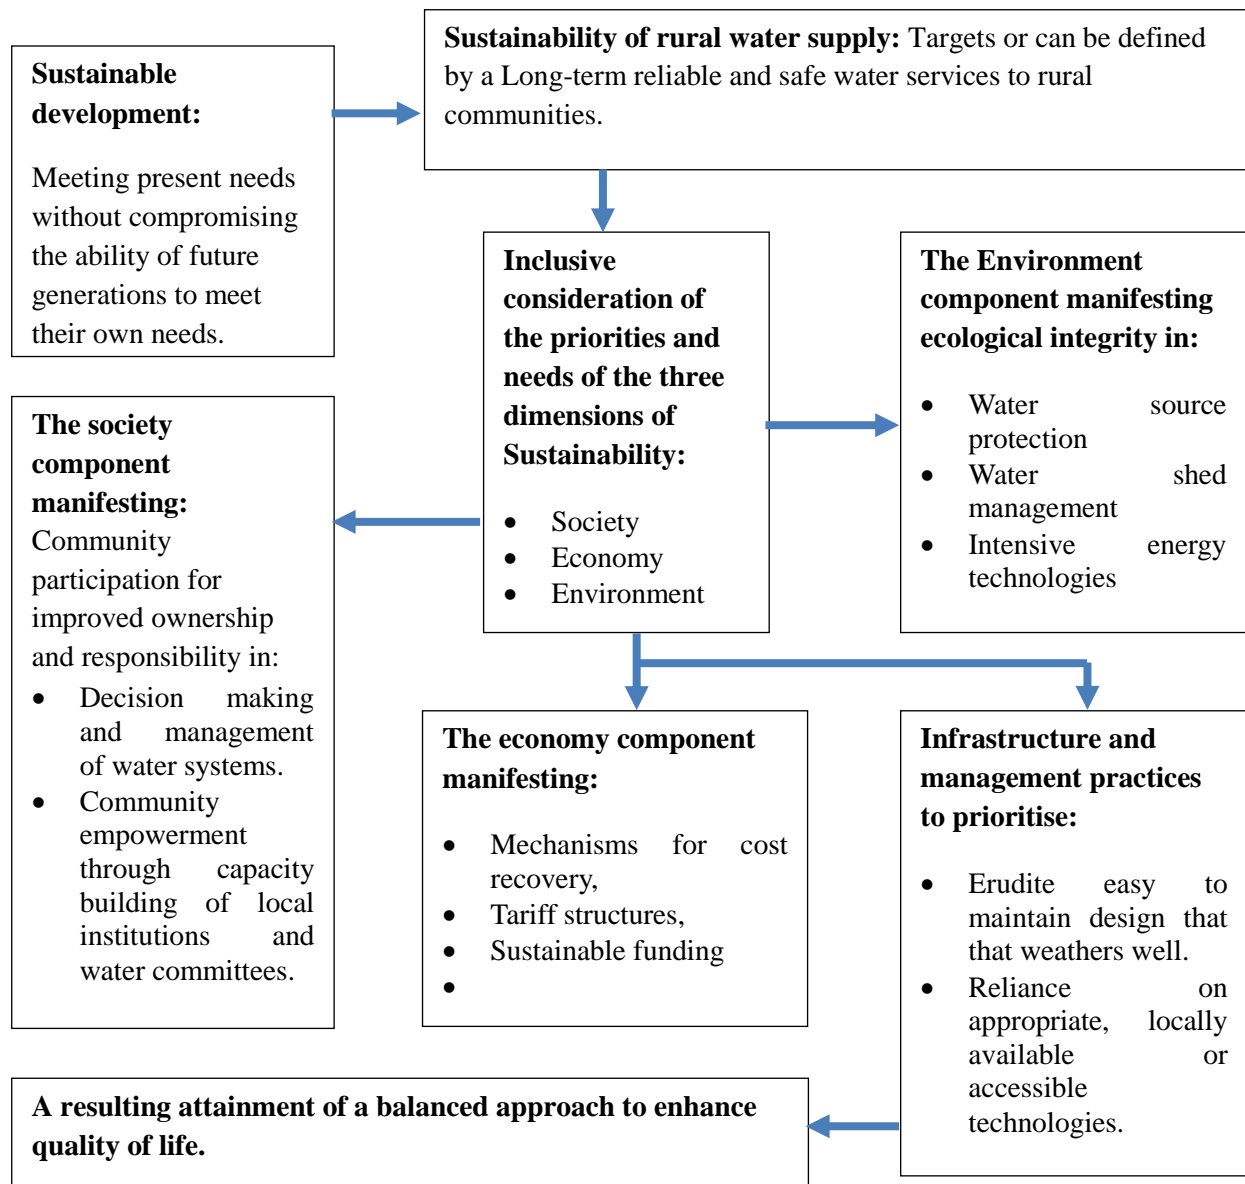 Sustainable
development:
Meeting present needs
without compromising
the ability of future
generations to meet
their own needs.
Sustainability of rural water supply: Targets or can be defined
by a Long-term reliable and safe water services to rural
communities.
Inclusive
consideration of
the priorities and
needs of the three
dimensions of
Sustainability:
• Society
• Economy
• Environment
The Environment
component manifesting
ecological integrity in:
• Water source
protection
• Water shed
management
• Intensive energy
technologies
The society
component
manifesting:
Community
participation for
improved ownership
and responsibility in:
• Decision making
and management
of water systems.
• Community
empowerment
through capacity
building of local
institutions and
water committees.
The economy component
manifesting:
• Mechanisms for cost
recovery,
• Tariff structures,
• Sustainable funding
•
Infrastructure and
management practices
to prioritise:
• Erudite easy to
maintain design that
that weathers well.
• Reliance on
appropriate, locally
available or
accessible
technologies.
A resulting attainment of a balanced approach to enhance
quality of life.